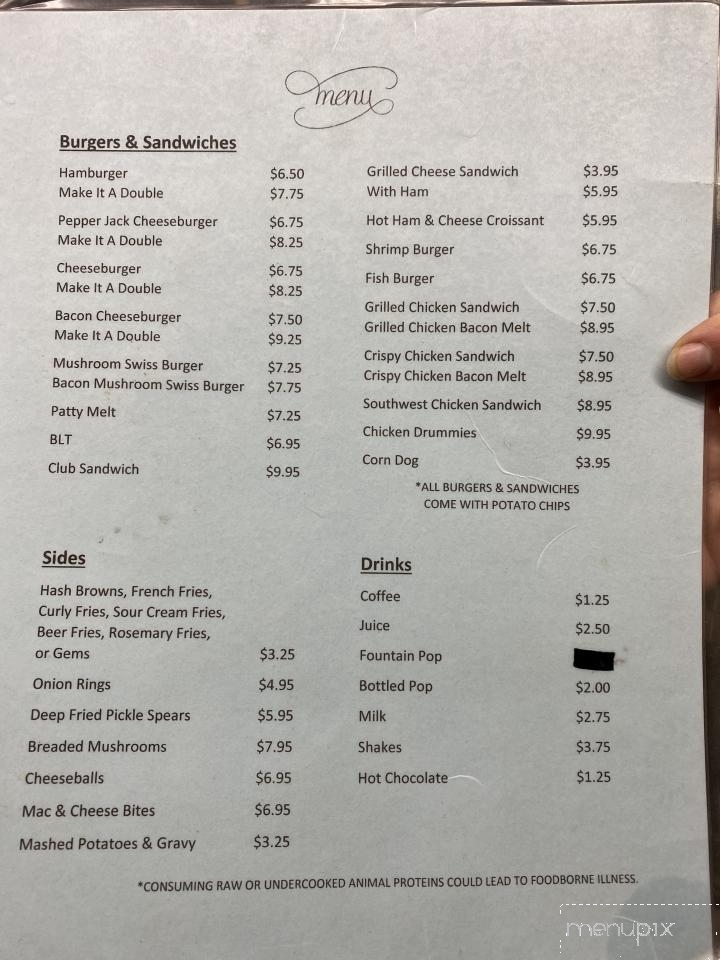 menu
Burgers & Sandwiches
Hamburger $6.50
Make It A Double $7.75
Pepper Jack Cheeseburger $6.75
Make It A Double $8.25
Cheeseburger $6.75
Make It A Double $8.25
Bacon Cheeseburger $7.50
Make It A Double $9.25
Mushroom Swiss Burger $7.25
Bacon Mushroom Swiss Burger $7.75
Patty Melt $7.25
BLT $6.95
Club Sandwich $9.95
Grilled Cheese Sandwich $3.95
With Ham $5.95
Hot Ham & Cheese Croissant $5.95
Shrimp Burger $6.75
Fish Burger $6.75
Grilled Chicken Sandwich $7.50
Grilled Chicken Bacon Melt $8.95
Crispy Chicken Sandwich $7.50
Crispy Chicken Bacon Melt $8.95
Southwest Chicken Sandwich $8.95
Chicken Drummies $9.95
Corn Dog $3.95
*ALL BURGERS & SANDWICHES
COME WITH POTATO CHIPS
Sides
Hash Browns, French Fries,
Curly Fries, Sour Cream Fries,
Beer Fries, Rosemary Fries,
or Gems $3.25
Onion Rings $4.95
Deep Fried Pickle Spears $5.95
Breaded Mushrooms $7.95
Cheeseballs $6.95
Mac & Cheese Bites $6.95
Mashed Potatoes & Gravy $3.25
Drinks
Coffee $1.25
Juice $2.50
Fountain Pop
Bottled Pop $2.00
Milk $2.75
Shakes $3.75
Hot Chocolate $1.25
*CONSUMING RAW OR UNDERCOOKED ANIMAL PROTEINS COULD LEAD TO FOODBORNE ILLNESS.
menupix